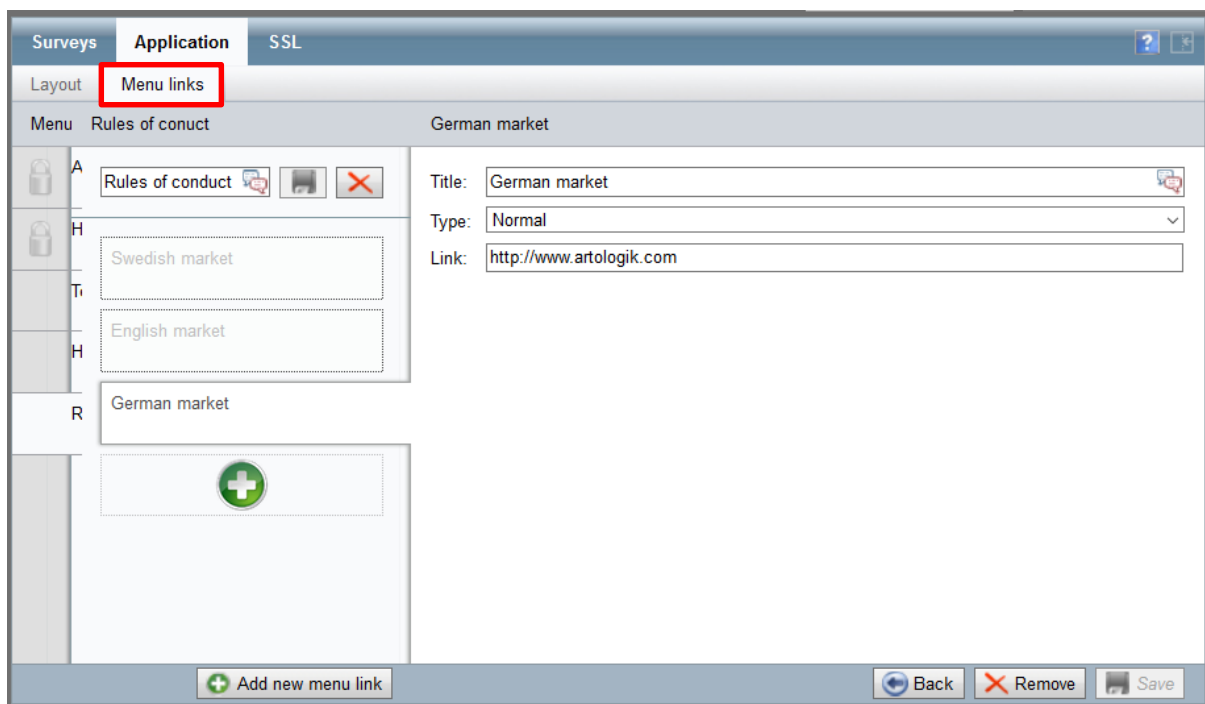 Surveys Application SSL ?
Layout Menu links
Menu Rules of conuct German market
A
Rules of conduct
Title: German market
H
Type: Normal
Swedish market
Link: http://www.artologik.com
T
English market
H
German market
R
Add new menu link Back Remove Save